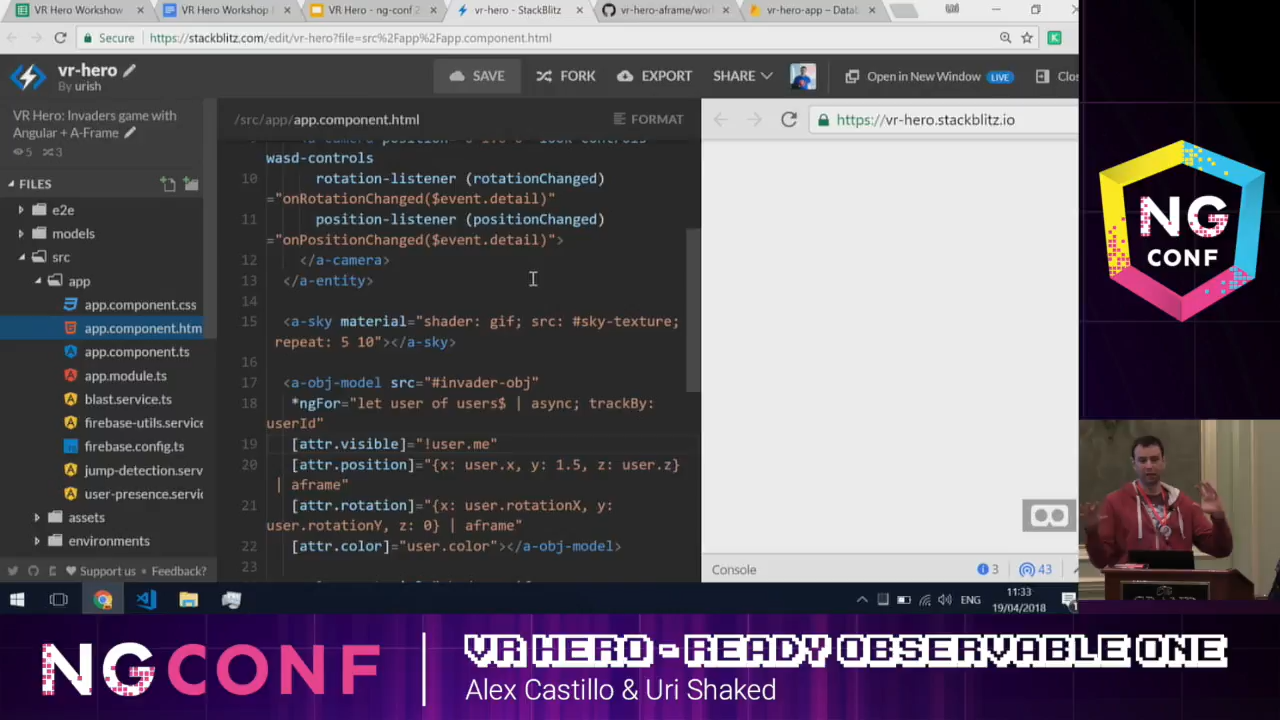 VR Hero Workshow
VR Hero Workshop
VR Hero - ng-conf 2
vr-hero - StackBlitz
vr-hero-aframe/work
vr-hero-app – Datab
Secure
https://stackblitz.com/edit/vr-hero?file=src%2Fapp%2Fapp.component.html
vr-hero
By urish
SAVE
FORK
EXPORT
SHARE
Open in New Window
LIVE
Clos
VR Hero: Invaders game with
Angular + A-Frame
5
3
FILES
e2e
models
src
app
app.component.css
app.component.htm
app.component.ts
app.module.ts
blast.service.ts
firebase-utils.service
firebase.config.ts
jump-detection.serv
user-presence.servic
assets
environments
Support us
Feedback?
/src/app/app.component.html
FORMAT
wasd-controls
10 rotation-listener (rotationChanged)
="onRotationChanged($event.detail)"
11 position-listener (positionChanged)
="onPositionChanged($event.detail)">
12 </a-camera>
13 </a-entity>
14
15 <a-sky material="shader: gif; src: #sky-texture;
repeat: 5 10"></a-sky>
16
17 <a-obj-model src="#invader-obj"
18 *ngFor="let user of users$ | async; trackBy:
userId"
19 [attr.visible]="!user.me"
20 [attr.position]="{x: user.x, y: 1.5, z: user.z}
| aframe"
21 [attr.rotation]="{x: user.rotationX, y:
user.rotationY, z: 0} | aframe"
22 [attr.color]="user.color"></a-obj-model>
23
https://vr-hero.stackblitz.io
Console
3
43
ENG
11:33
19/04/2018
NG
CONF
NGCONF
VR HERO - READY OBSERVABLE ONE
Alex Castillo & Uri Shaked